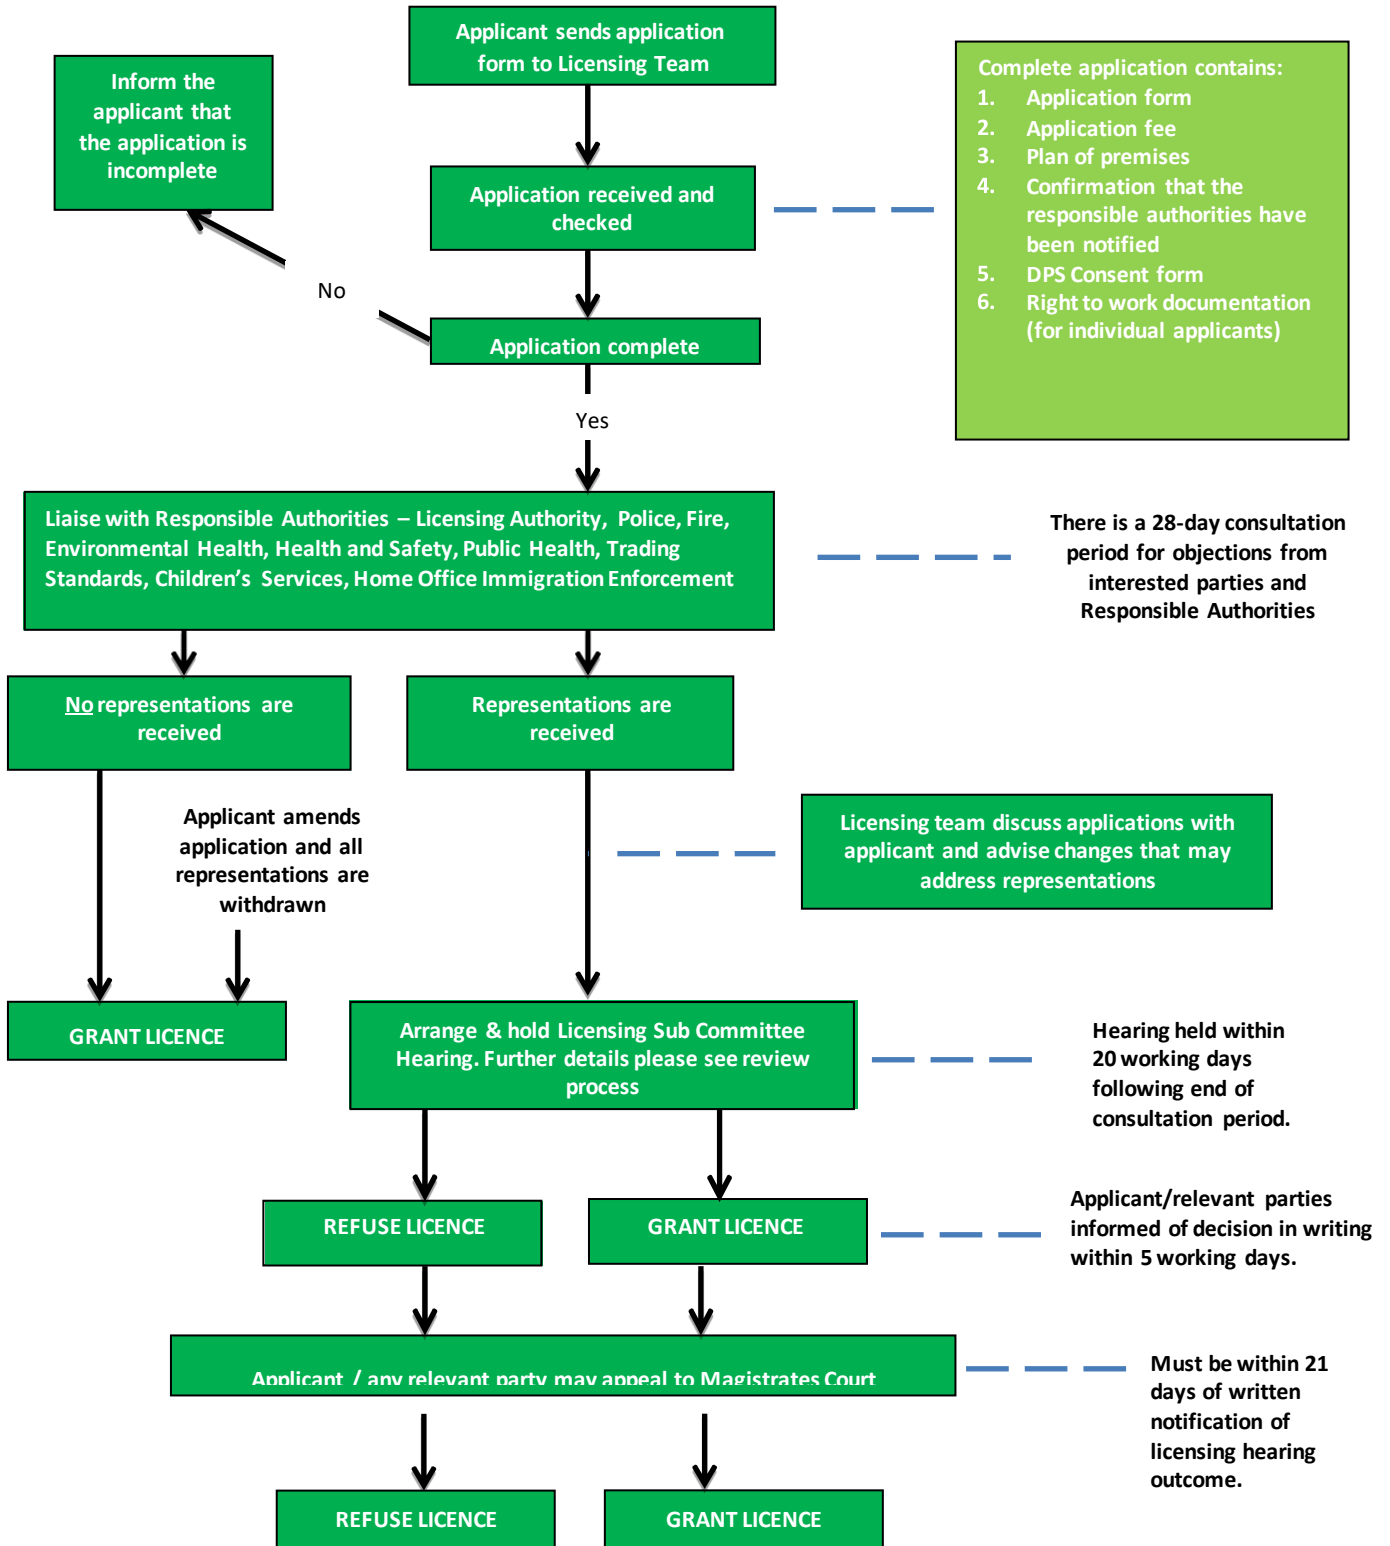 Applicant sends application
form to Licensing Team
Inform the
applicant that
the application is
incomplete
Complete application contains:
1. Application form
2. Application fee
3. Plan of premises
4. Confirmation that the
responsible authorities have
been notified
5. DPS Consent form
6. Right to work documentation
(for individual applicants)
Application received and
checked
No
Application complete
Yes
Liaise with Responsible Authorities – Licensing Authority, Police, Fire,
Environmental Health, Health and Safety, Public Health, Trading
Standards, Children’s Services, Home Office Immigration Enforcement
There is a 28-day consultation
period for objections from
interested parties and
Responsible Authorities
No representations are
received
Representations are
received
Applicant amends
application and all
representations are
withdrawn
Licensing team discuss applications with
applicant and advise changes that may
address representations
GRANT LICENCE
Arrange & hold Licensing Sub Committee
Hearing. Further details please see review
process
Hearing held within
20 working days
following end of
consultation period.
REFUSE LICENCE
GRANT LICENCE
Applicant/relevant parties
informed of decision in writing
within 5 working days.
Applicant / any relevant party may appeal to Magistrates Court
Must be within 21
days of written
notification of
licensing hearing
outcome.
REFUSE LICENCE
GRANT LICENCE